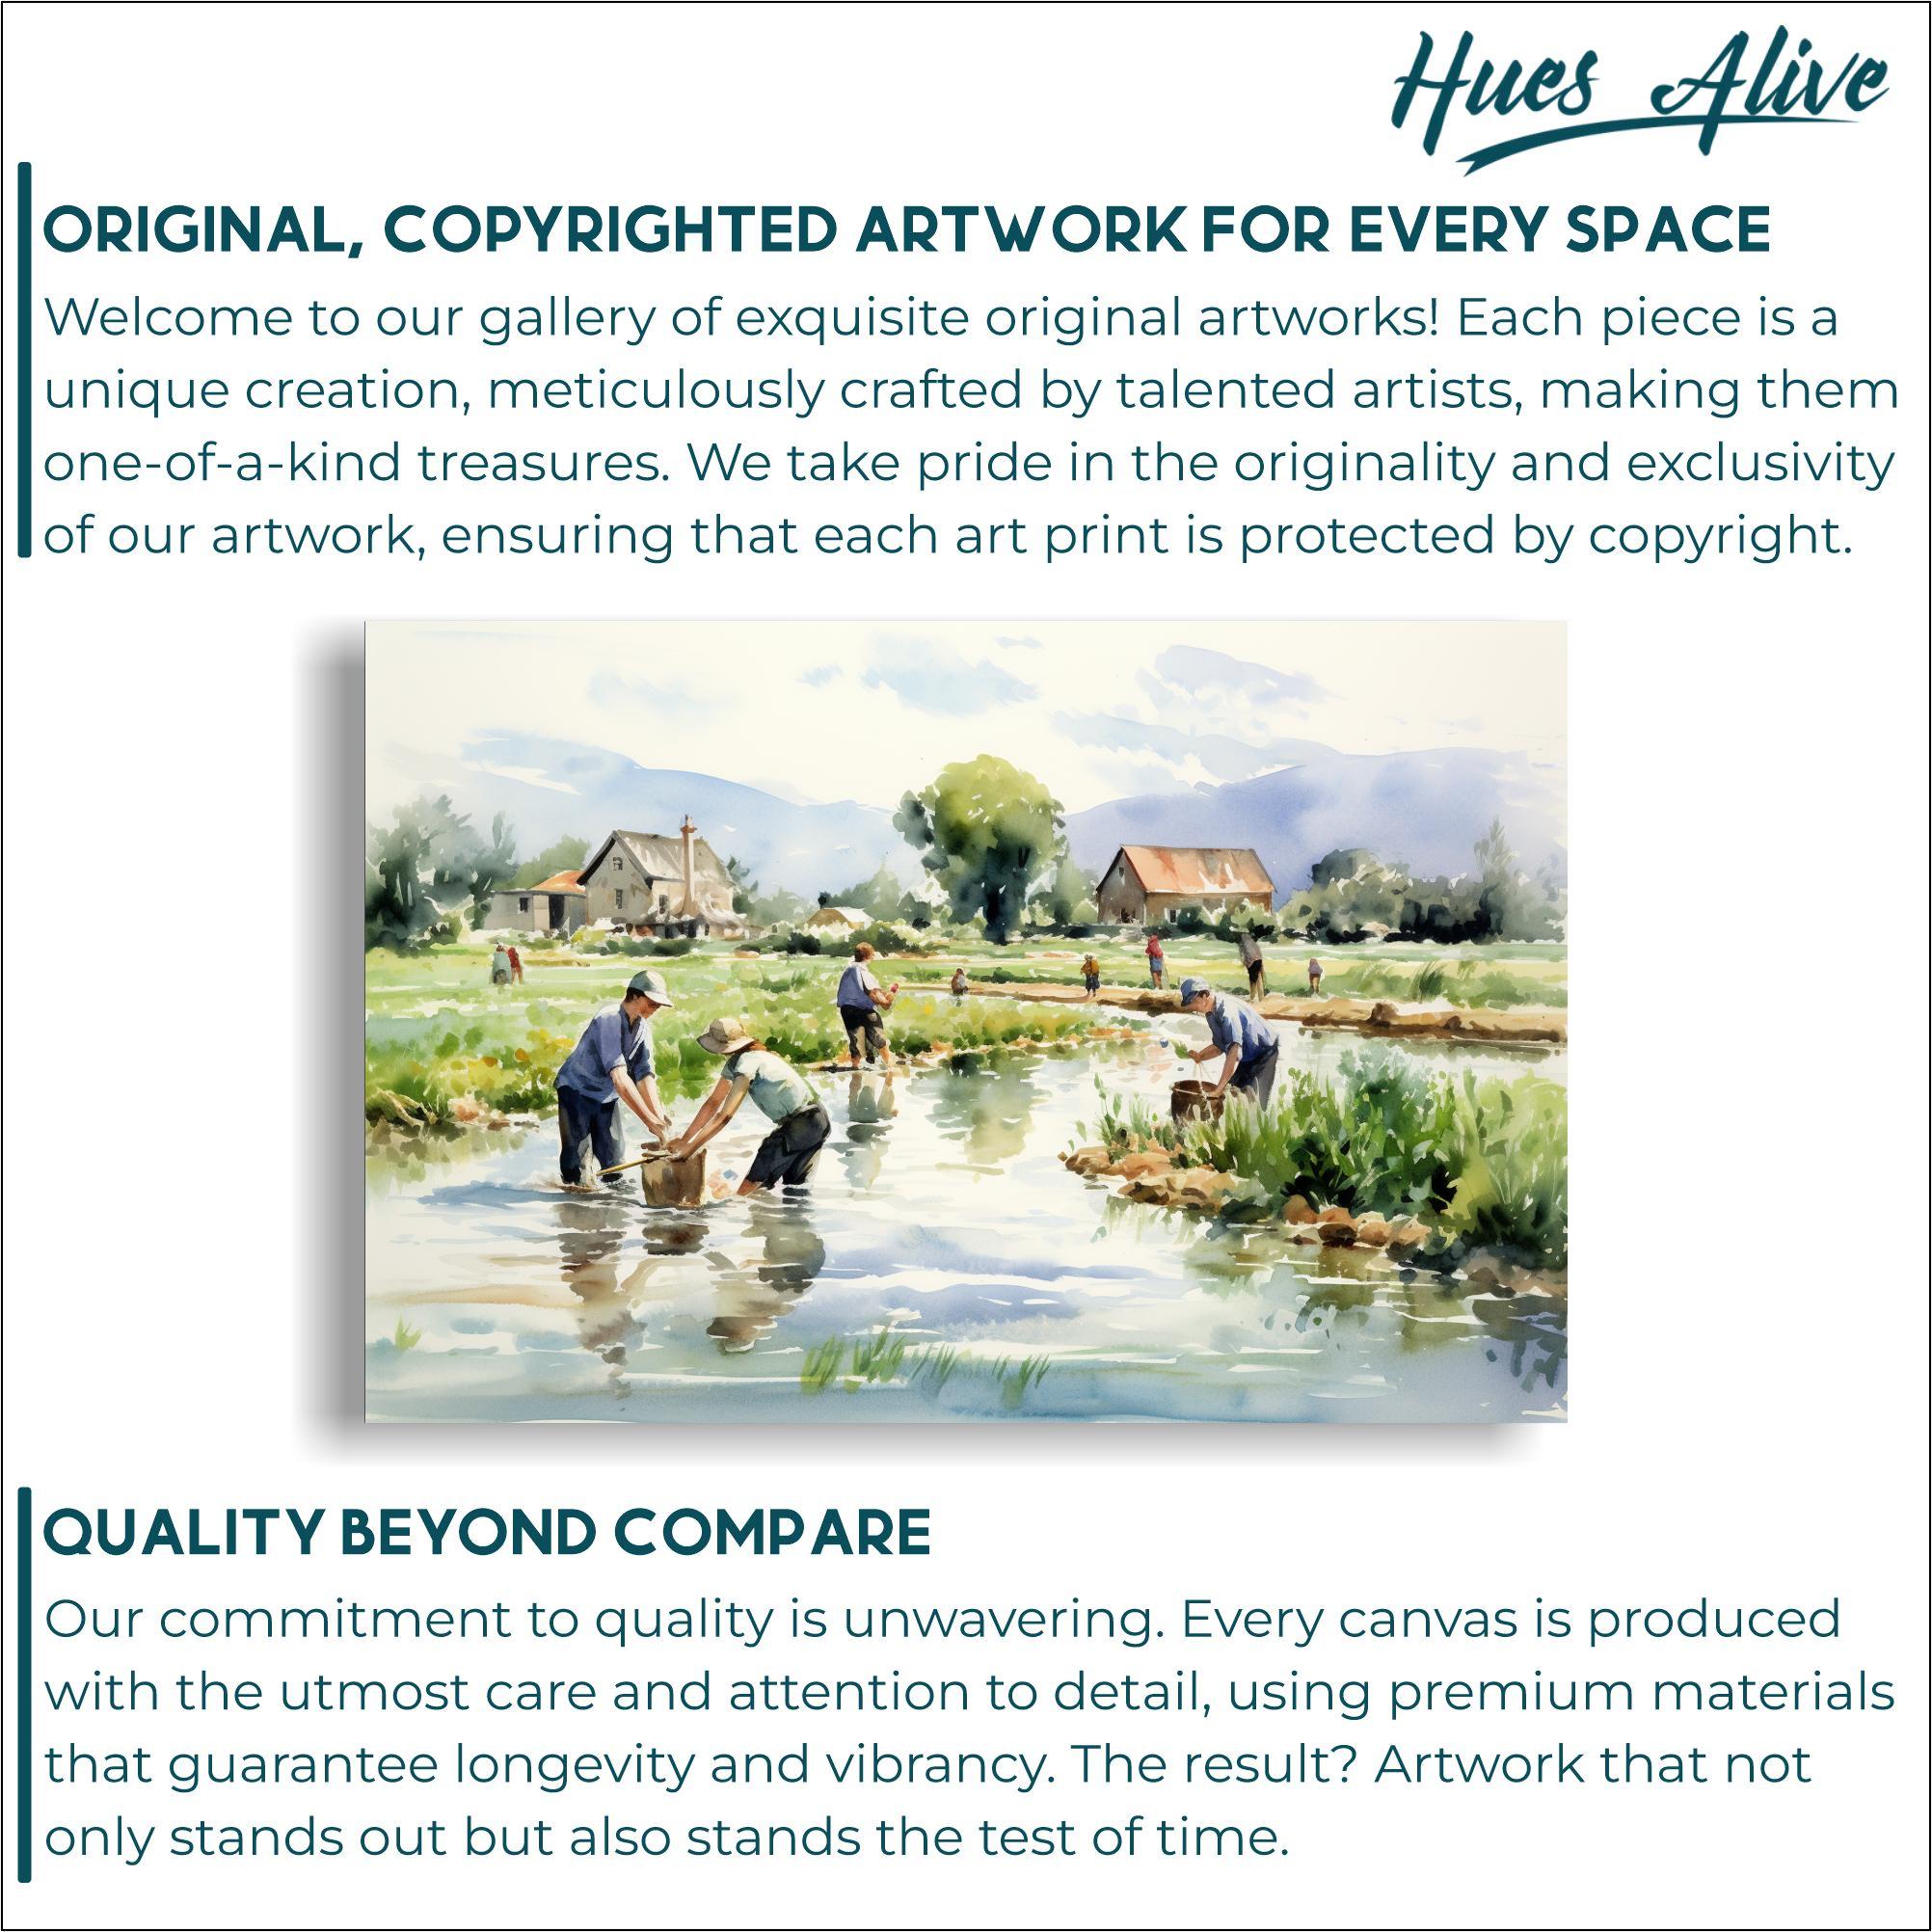 Hues Alive
ORIGINAL, COPYRIGHTED ARTWORK FOR EVERY SPACE
Welcome to our gallery of exquisite original artworks! Each piece is a
unique creation, meticulously crafted by talented artists, making them
one-of-a-kind treasures. We take pride in the originality and exclusivity
of our artwork, ensuring that each art print is protected by copyright.
QUALITY BEYOND COMPARE
Our commitment to quality is unwavering. Every canvas is produced
with the utmost care and attention to detail, using premium materials
that guarantee longevity and vibrancy. The result? Artwork that not
only stands out but also stands the test of time.